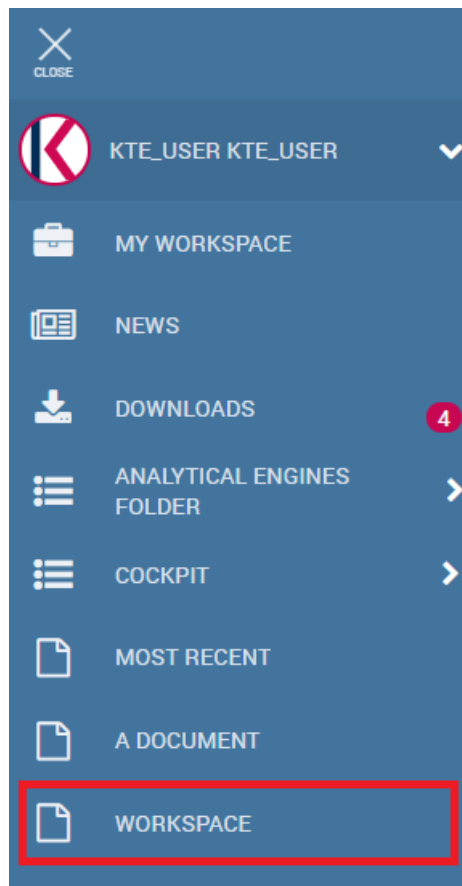 CLOSE
KTE_USER KTE_USER
MY WORKSPACE
NEWS
DOWNLOADS
4
ANALYTICAL ENGINES
FOLDER
COCKPIT
MOST RECENT
A DOCUMENT
WORKSPACE